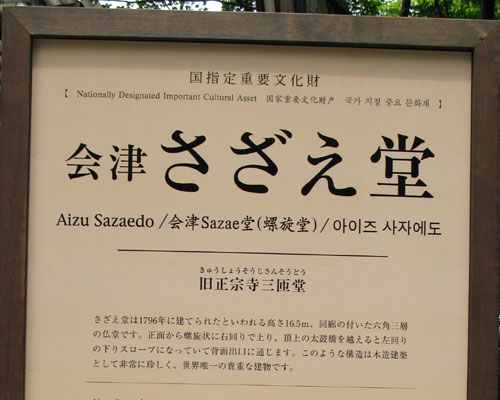 国指定重要文化財
【 Nationally Designated Important Cultural Asset 国家重要文化財产 국가 지정 중요 문화재 】
会津 さざえ堂
Aizu Sazaedo /会津Sazae堂(螺旋堂)/ 아이즈 사자에도
きゅうしょうそうじさんそうどう
旧正宗寺三匝堂
さざえ堂は1796年に建てられたといわれる高さ16.5m、回廊の付いた六角三層
の仏堂です。正面から螺旋状に右回りで上り、頂上の太鼓橋を越えると左回り
の下りスロープになっていて背面出口に通じます。このような構造は木造建築
として非常に珍しく、世界唯一の貴重な建物です。